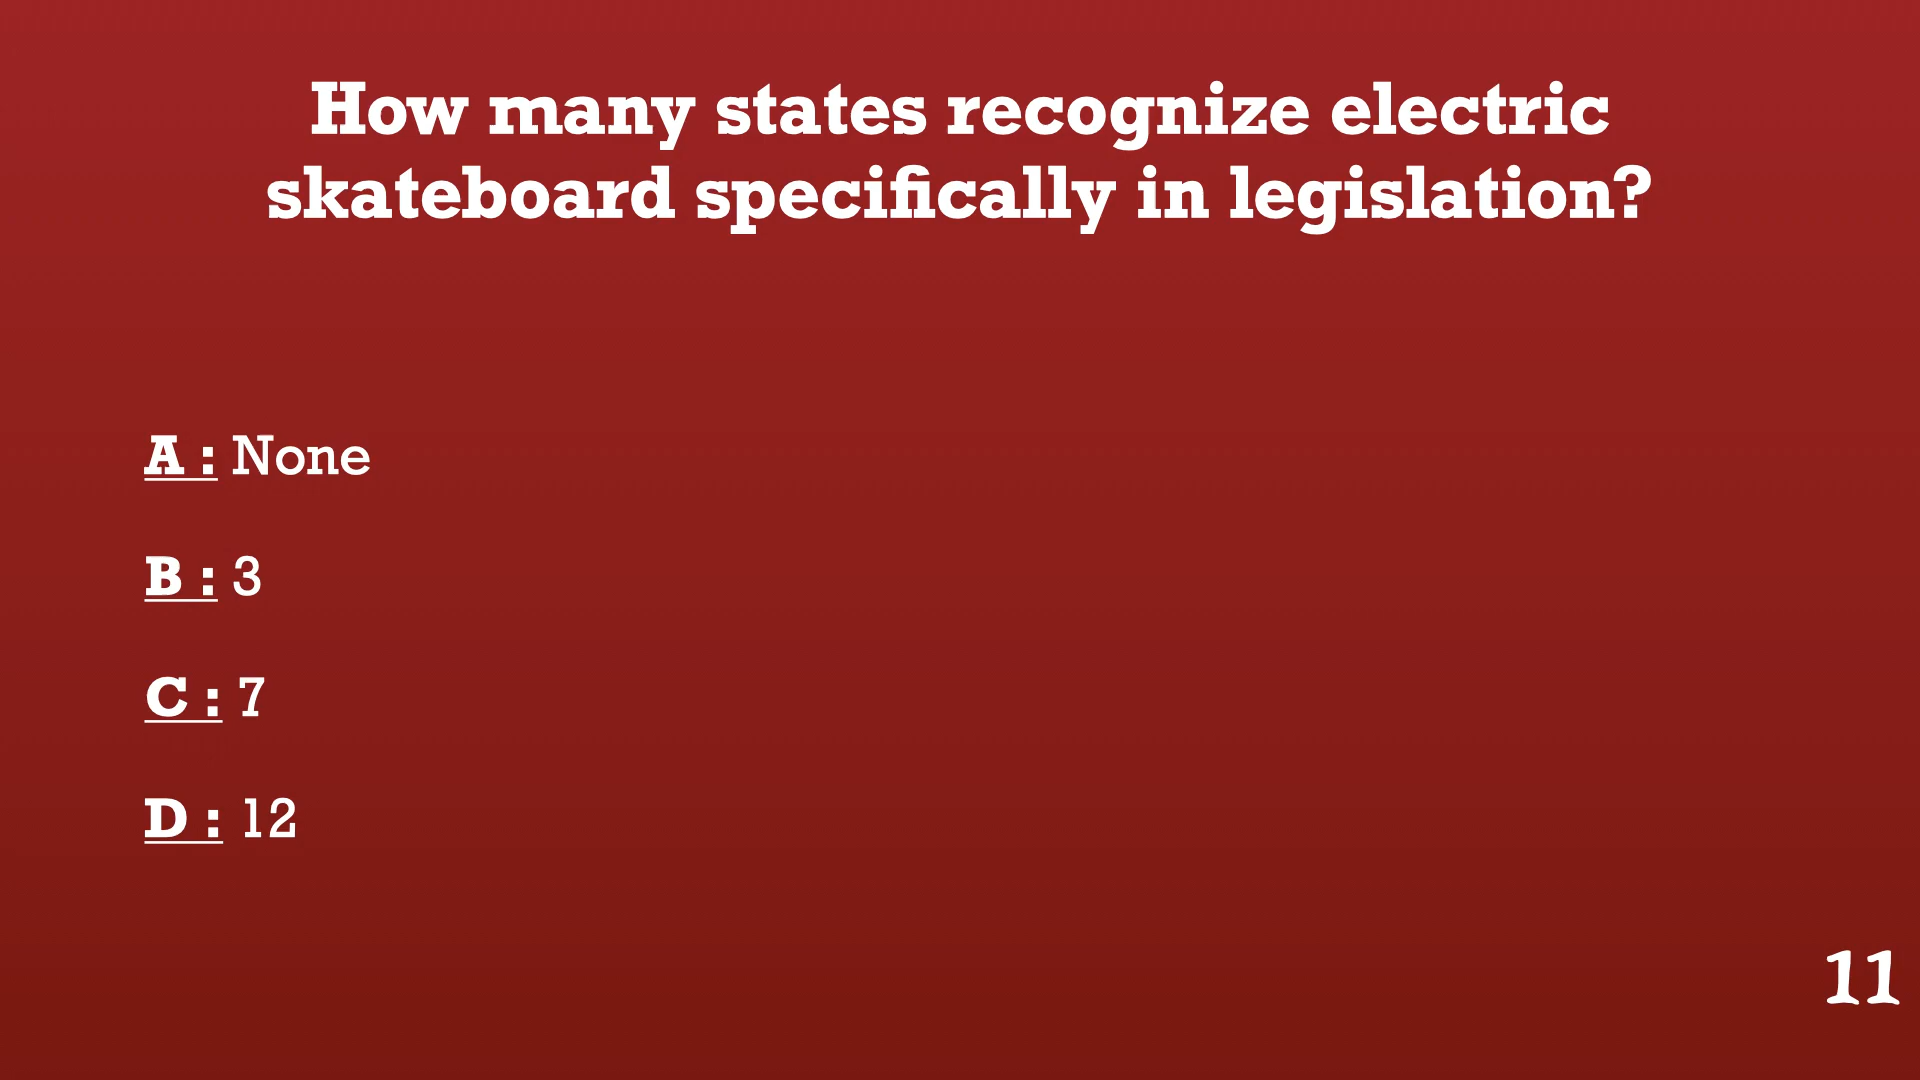 How many states recognize electric
skateboard specifically in legislation?
A : None
B : 3
C : 7
D : 12
11